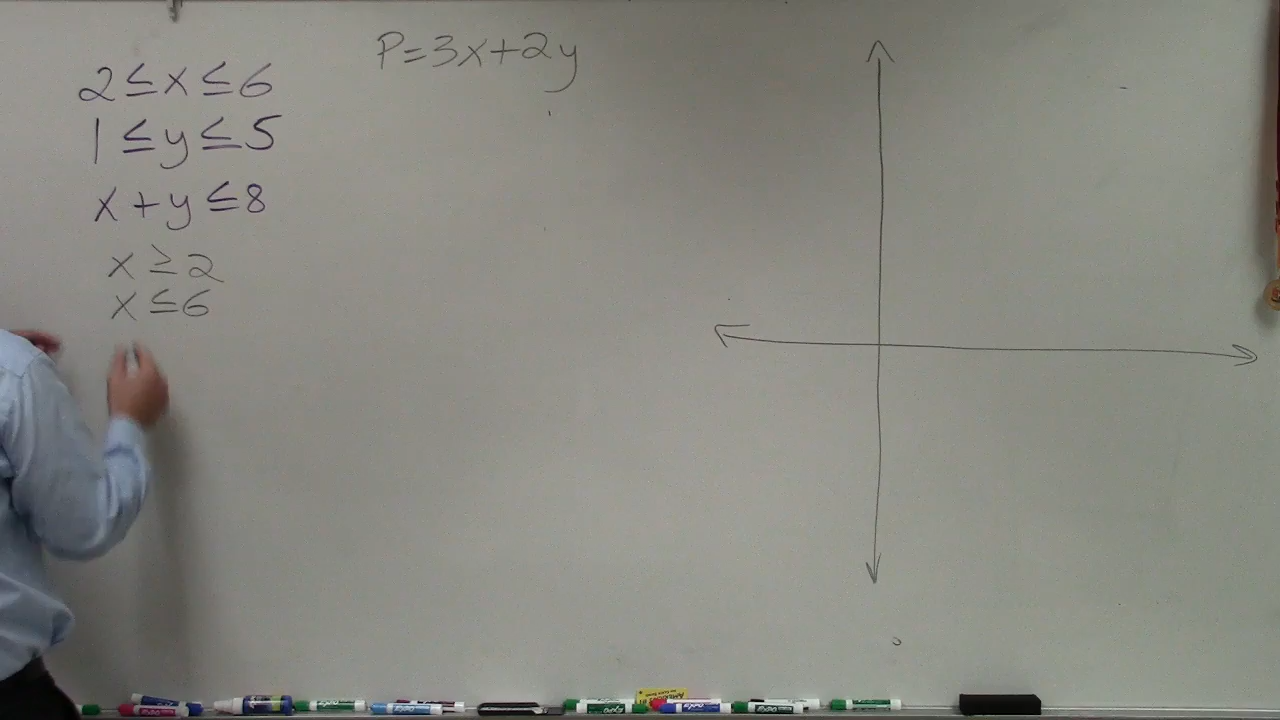 2 ≤ x ≤ 6
1 ≤ y ≤ 5
x + y ≤ 8
x ≥ 2
x ≤ 6
P = 3x + 2y